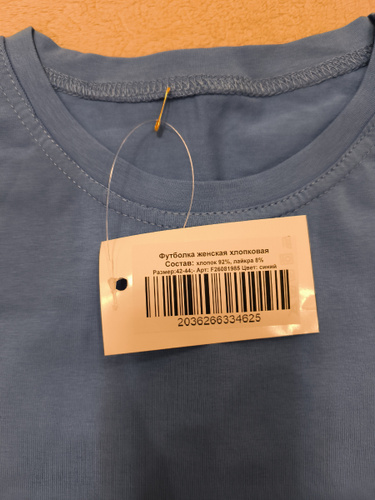 Футболка женская хлопковая
Состав: хлопок 92%, лайкра 8%
Размер:42-44;- Арт: F26081985 Цвет: синий
2036266334625